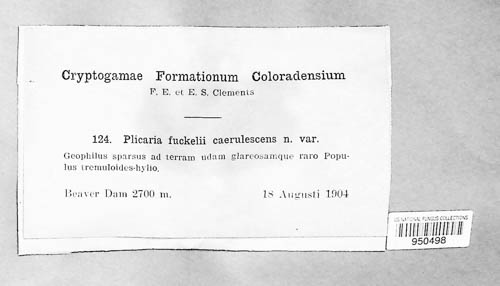 Cryptogamae Formationum Coloradensium
F. E. et E. S. Clements
124. Plicaria fuckelii caerulescens n. var.
Geophilus sparsus ad terram udam glareosamque raro Popu-
lus tremuloides-hylio.
Beaver Dam 2700 m. 18 Augusti 1904
US NATIONAL FUNGUS COLLECTIONS
950498